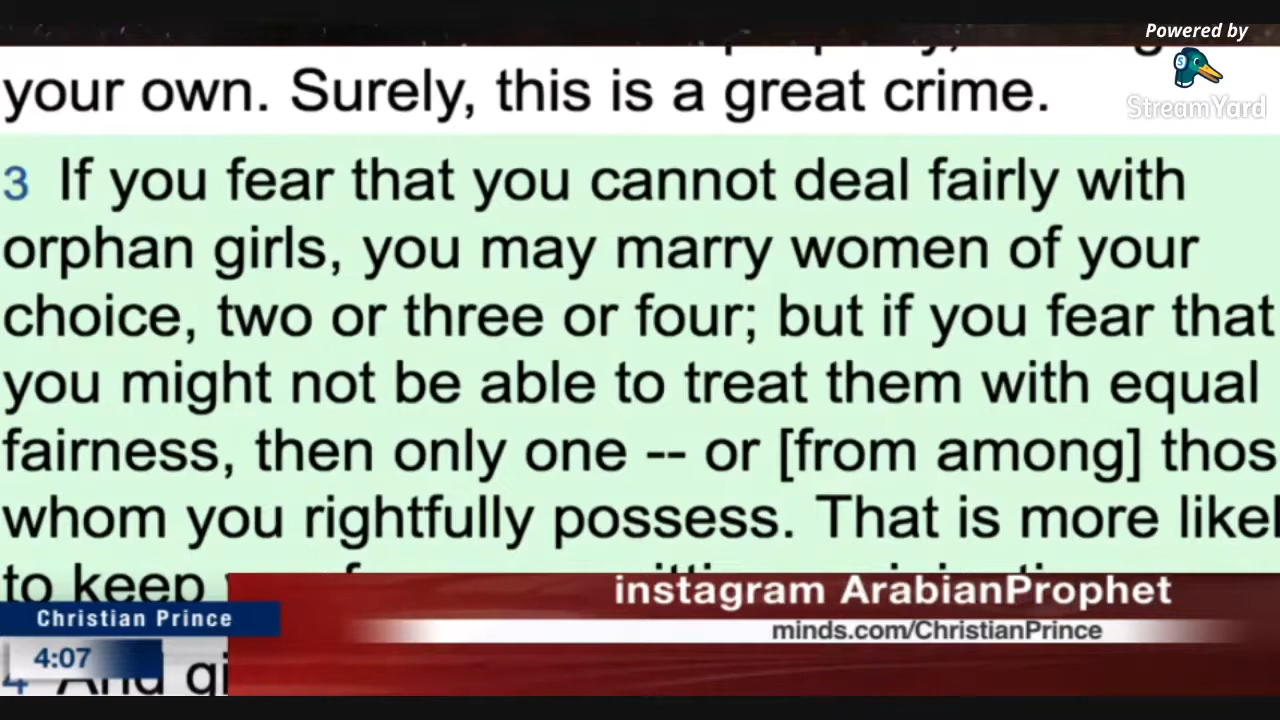 Powered by
StreamYard
your own. Surely, this is a great crime.
3 If you fear that you cannot deal fairly with
orphan girls, you may marry women of your
choice, two or three or four; but if you fear that
you might not be able to treat them with equal
fairness, then only one -- or [from among] thos
whom you rightfully possess. That is more likel
to keep
instagram ArabianProphet
Christian Prince
minds.com/ChristianPrince
4:07
4 And gi